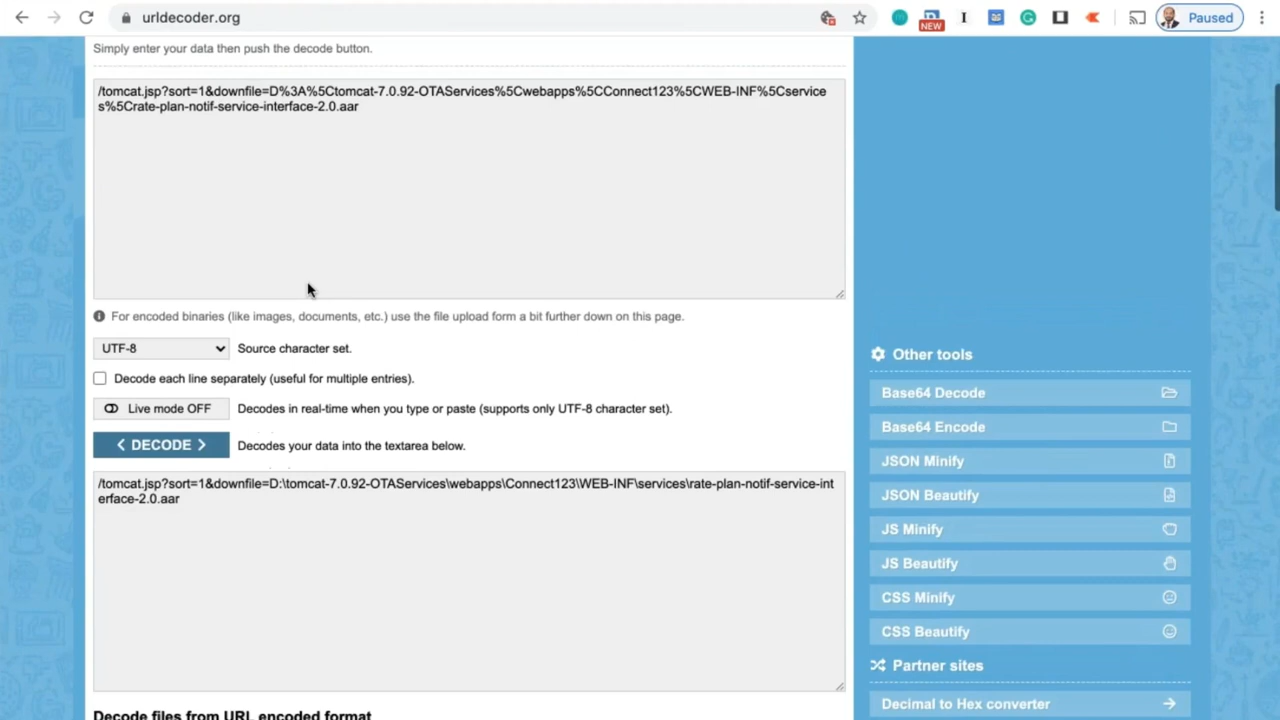 urldecoder.org
NEW
Paused
Simply enter your data then push the decode button.
/tomcat.jsp?sort=1&downfile=D%3A%5Ctomcat-7.0.92-OTAServices%5Cwebapps%5CConnect123%5CWEB-INF%5Cservice
s%5Crate-plan-notif-service-interface-2.0.aar
For encoded binaries (like images, documents, etc.) use the file upload form a bit further down on this page.
UTF-8 Source character set.
Decode each line separately (useful for multiple entries).
Live mode OFF Decodes in real-time when you type or paste (supports only UTF-8 character set).
< DECODE > Decodes your data into the textarea below.
/tomcat.jsp?sort=1&downfile=D:\tomcat-7.0.92-OTAServices\webapps\Connect123\WEB-INF\services\rate-plan-notif-service-int
erface-2.0.aar
Decode files from URL encoded format
Other tools
Base64 Decode
Base64 Encode
JSON Minify
JSON Beautify
JS Minify
JS Beautify
CSS Minify
CSS Beautify
Partner sites
Decimal to Hex converter